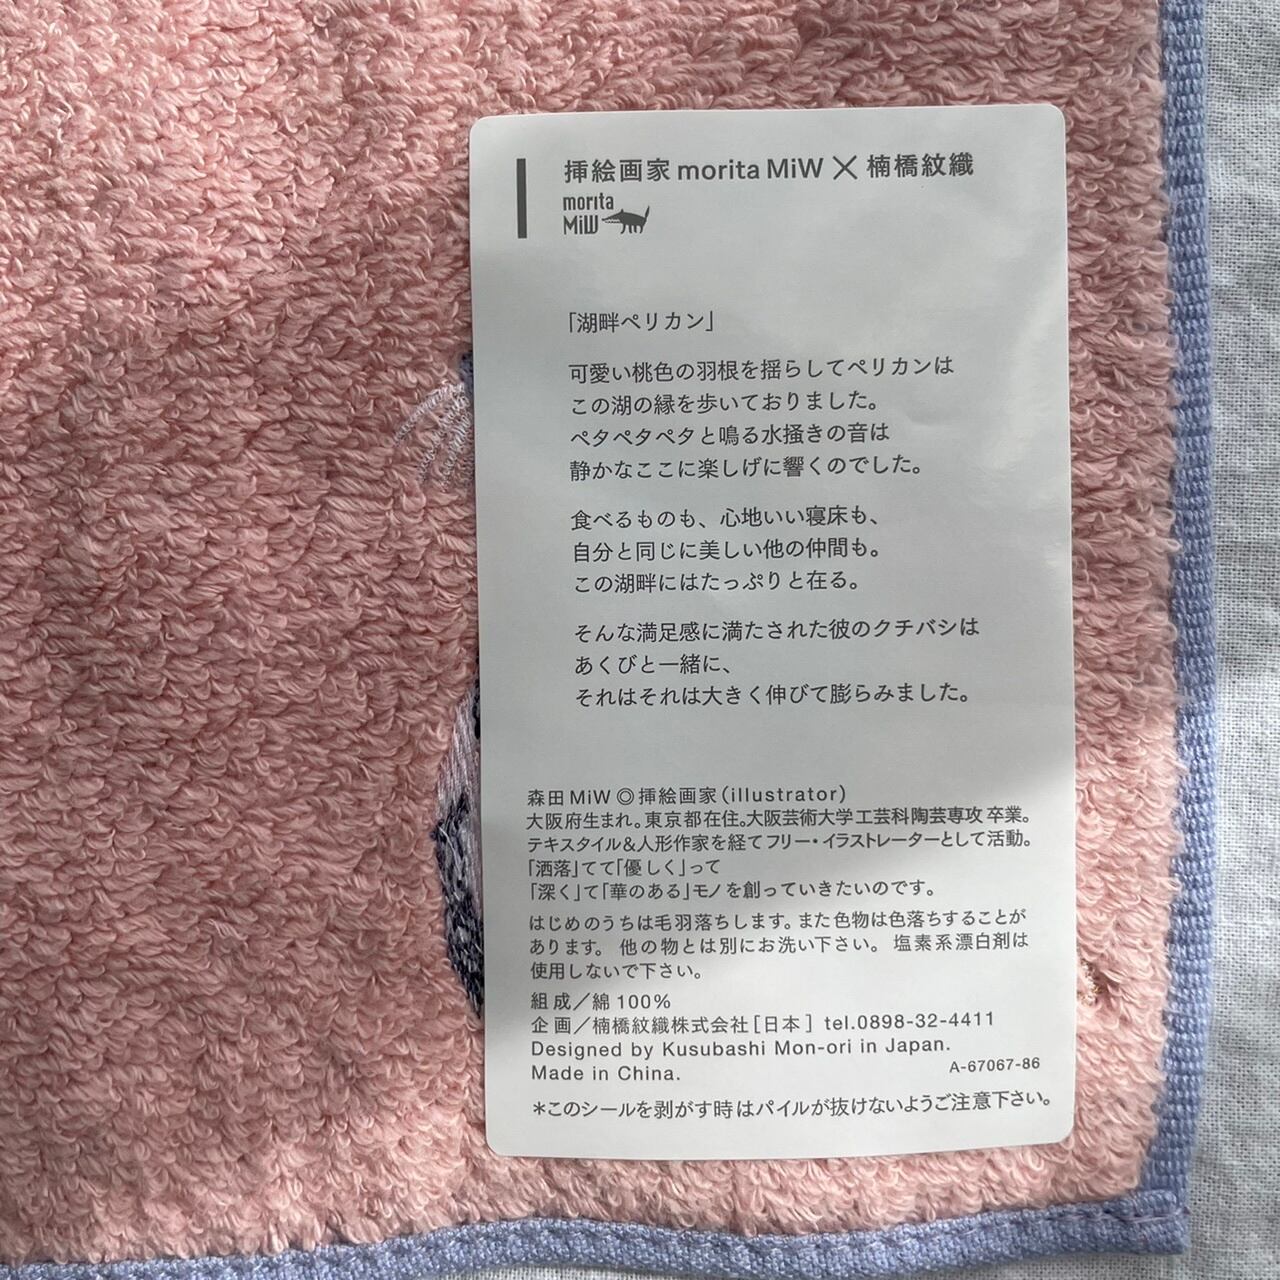 挿絵画家 morita MiW × 楠橋紋織
morita
MiW
「湖畔ペリカン」
可愛い桃色の羽根を揺らしてペリカンは
この湖の縁を歩いておりました。
ペタペタペタと鳴る水掻きの音は
静かなここに楽しげに響くのでした。
食べるものも、心地いい寝床も、
自分と同じに美しい他の仲間も。
この湖畔にはたっぷりと在る。
そんな満足感に満たされた彼のクチバシは
あくびと一緒に、
それはそれは大きく伸びて膨らみました。
森田 MiW ◎ 挿絵画家 (illustrator)
大阪府生まれ。東京都在住。大阪芸術大学 工芸科陶芸専攻 卒業。
テキスタイル&人形作家を経て フリー・イラストレーターとして活動。
「洒落」てて「優しく」って
「深く」て「華のある」モノを創っていきたいのです。
はじめのうちは毛羽落ちします。また色物は色落ちすることが
あります。 他の物とは別にお洗い下さい。 塩素系漂白剤は
使用しないで下さい。
組成／綿 100%
企画／楠橋紋織株式会社 [日本] tel.0898-32-4411
Designed by Kusubashi Mon-ori in Japan.
Made in China.
A-67067-86
＊このシールを剥がす時はパイルが抜けないようご注意下さい。